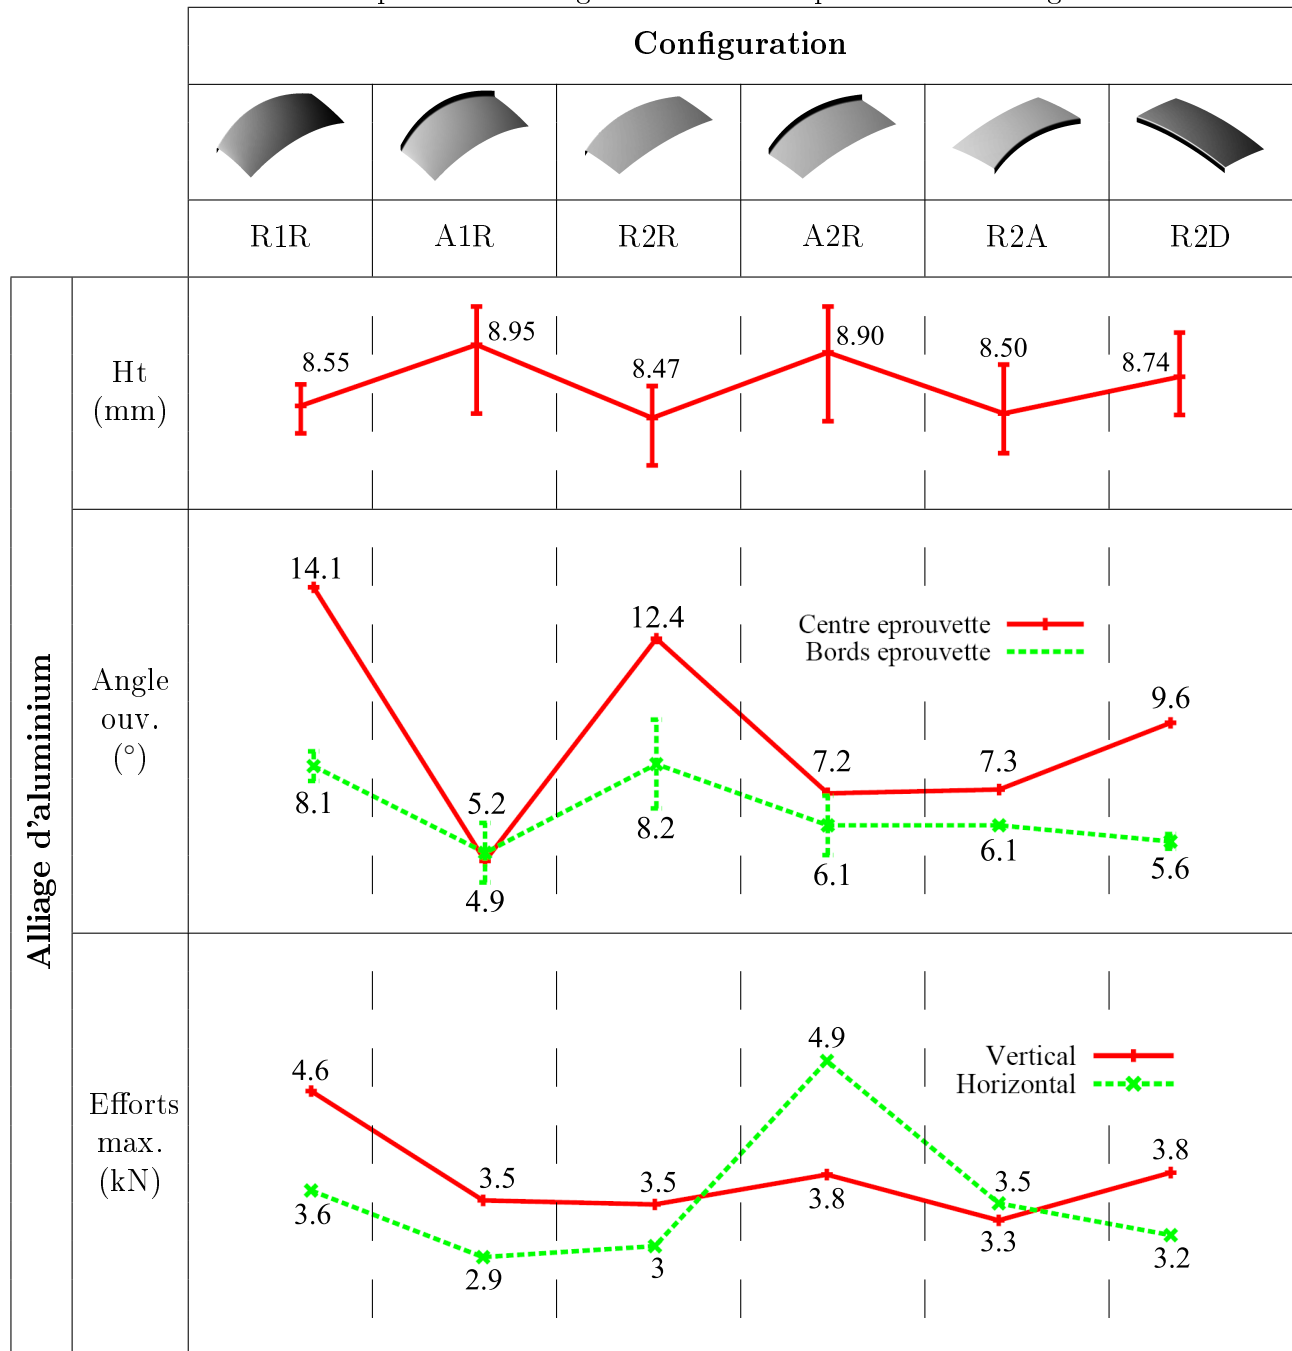 Configuration
R1R A1R R2R A2R R2A R2D
Alliage d'aluminium
Ht
(mm)
8.55 8.95 8.47 8.90 8.50 8.74
Angle
ouv.
(°)
Centre eprouvette
Bords eprouvette
14.1 5.2 12.4 7.2 7.3 9.6
8.1 4.9 8.2 6.1 6.1 5.6
Efforts
max.
(kN)
Vertical
Horizontal
4.6 3.5 3.5 4.9 3.5 3.8
3.6 2.9 3 3.8 3.3 3.2